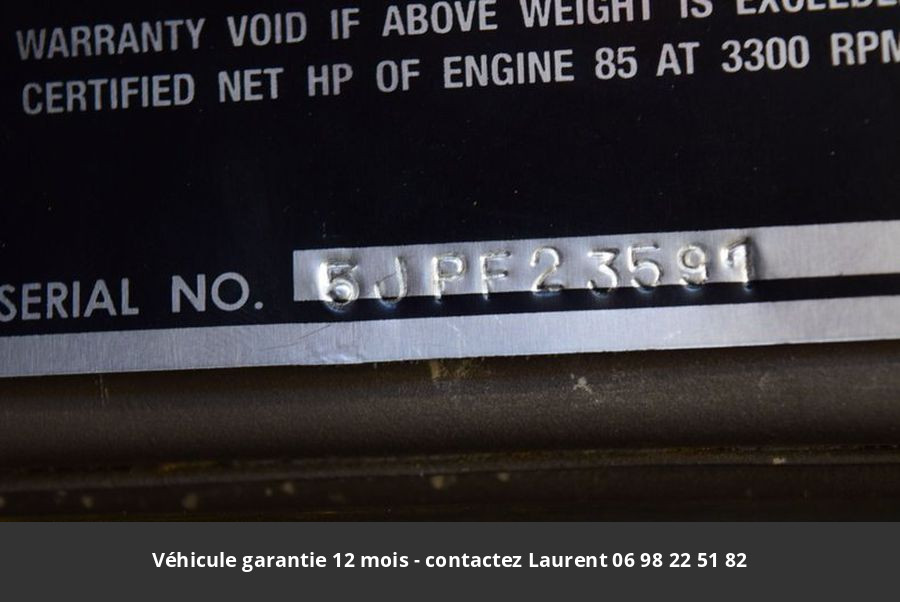 WARRANTY VOID IF ABOVE WEIGHT IS EXCEEDE
CERTIFIED NET HP OF ENGINE 85 AT 3300 RPM
SERIAL NO. 5JPF23591
Véhicule garantie 12 mois - contactez Laurent 06 98 22 51 82